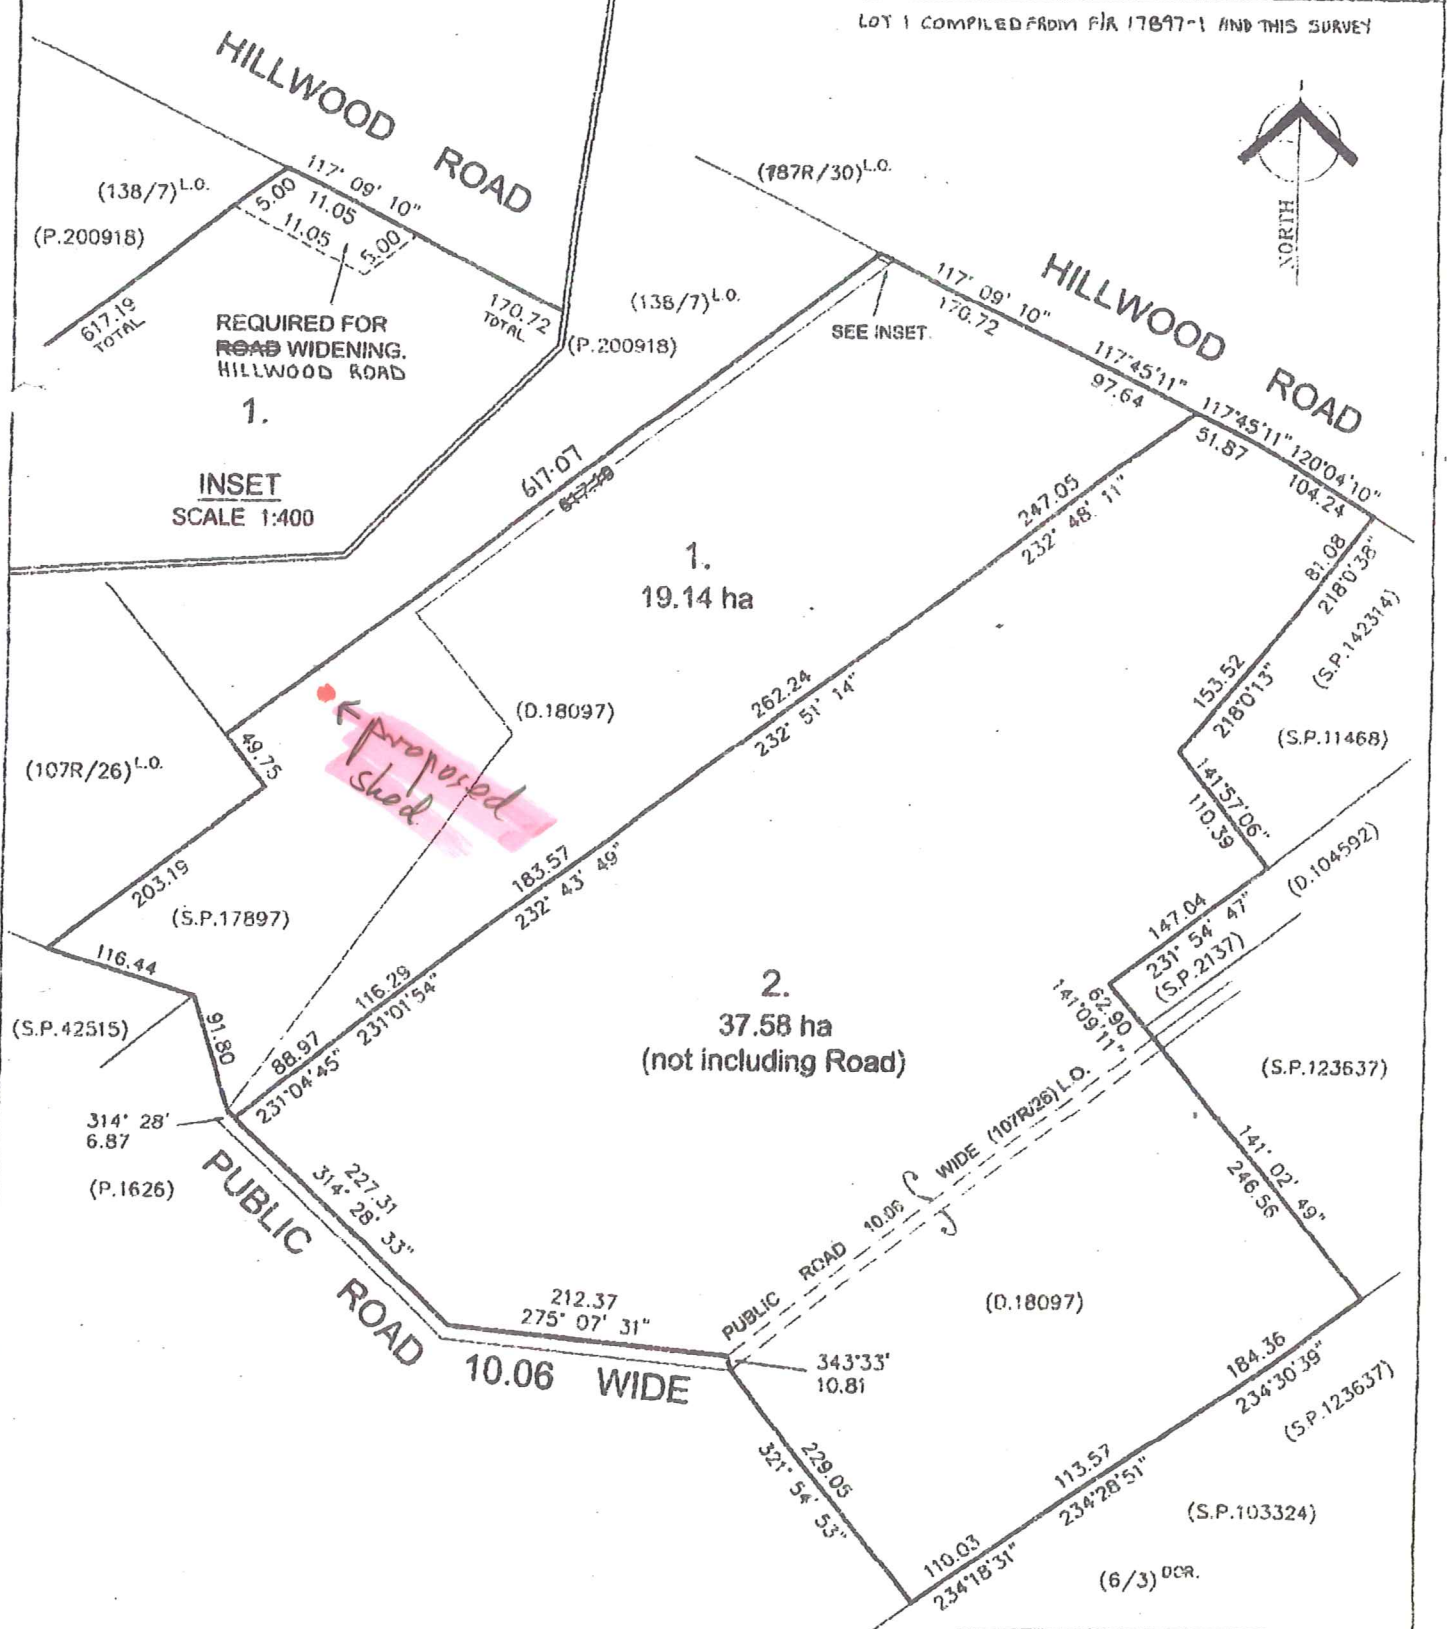 LOT 1 COMPILED FROM F/R 17897-1 AND THIS SURVEY
HILLWOOD ROAD
(138/7)L.O.
(P.200918)
117° 09' 10"
5.00
11.05
11.05
5.00
617.19
TOTAL
170.72
TOTAL
REQUIRED FOR
ROAD WIDENING.
HILLWOOD ROAD
1.
INSET
SCALE 1:400
(187R/30)L.O.
NORTH
HILLWOOD ROAD
(138/7)L.O.
(P.200918)
SEE INSET.
117° 09' 10"
170.72
117°45'11"
97.64
117°45'11"
51.87
120°04'10"
104.24
617.07
617.19
1.
19.14 ha
247.05
232° 48' 11"
81.08
218°0'38"
(S.P.142314)
153.52
218°0'13"
(S.P.11468)
262.24
232° 51' 14"
(D.18097)
← proposed
shed
49.75
(107R/26)L.O.
141°57'06"
110.39
(D.104592)
183.57
232° 43' 49"
203.19
(S.P.17897)
116.44
147.04
231° 54' 47"
(S.P.2137)
(S.P.42515)
91.80
116.29
231°01'54"
88.97
231°04'45"
2.
37.58 ha
(not including Road)
62.90
141°09'11"
(S.P.123637)
314° 28'
6.87
(P.1626)
PUBLIC ROAD 10.06 WIDE
227.31
314° 28' 33"
212.37
275° 07' 31"
PUBLIC ROAD 10.06 WIDE (107R/26)L.O.
141° 02' 49"
246.56
(D.18097)
343°33'
10.81
184.36
234°30'39"
(S.P.123637)
229.05
321° 54' 53"
113.57
234°28'51"
(S.P.103324)
110.03
234°18'31"
(6/3)DOR.